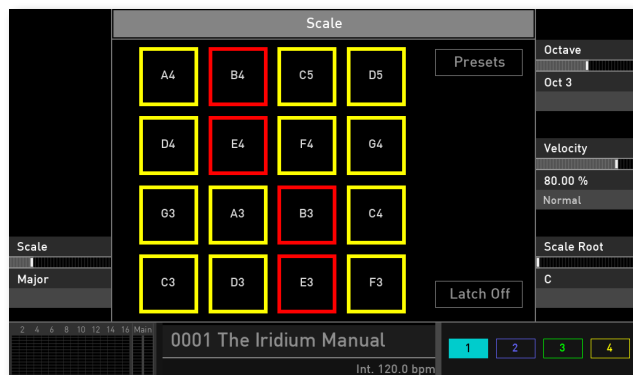 Scale
Presets
A4 B4 C5 D5
D4 E4 F4 G4
G3 A3 B3 C4
C3 D3 E3 F3
Latch Off
Scale
Major
Octave
Oct 3
Velocity
80.00 %
Normal
Scale Root
C
2 4 6 8 10 12 14 16 Main
0001 The Iridium Manual
Int. 120.0 bpm
1 2 3 4